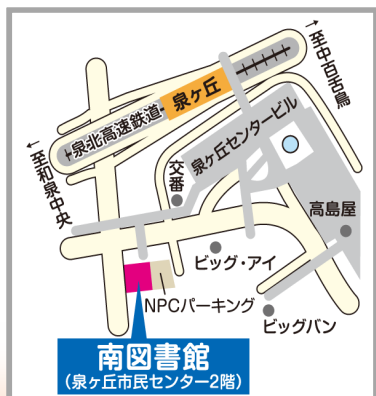 →至中百舌鳥
泉北高速鉄道
泉ヶ丘
←至和泉中央
泉ヶ丘センタービル
交番
高島屋
ビッグ・アイ
NPCパーキング
ビッグバン
南図書館
(泉ヶ丘市民センター2階)